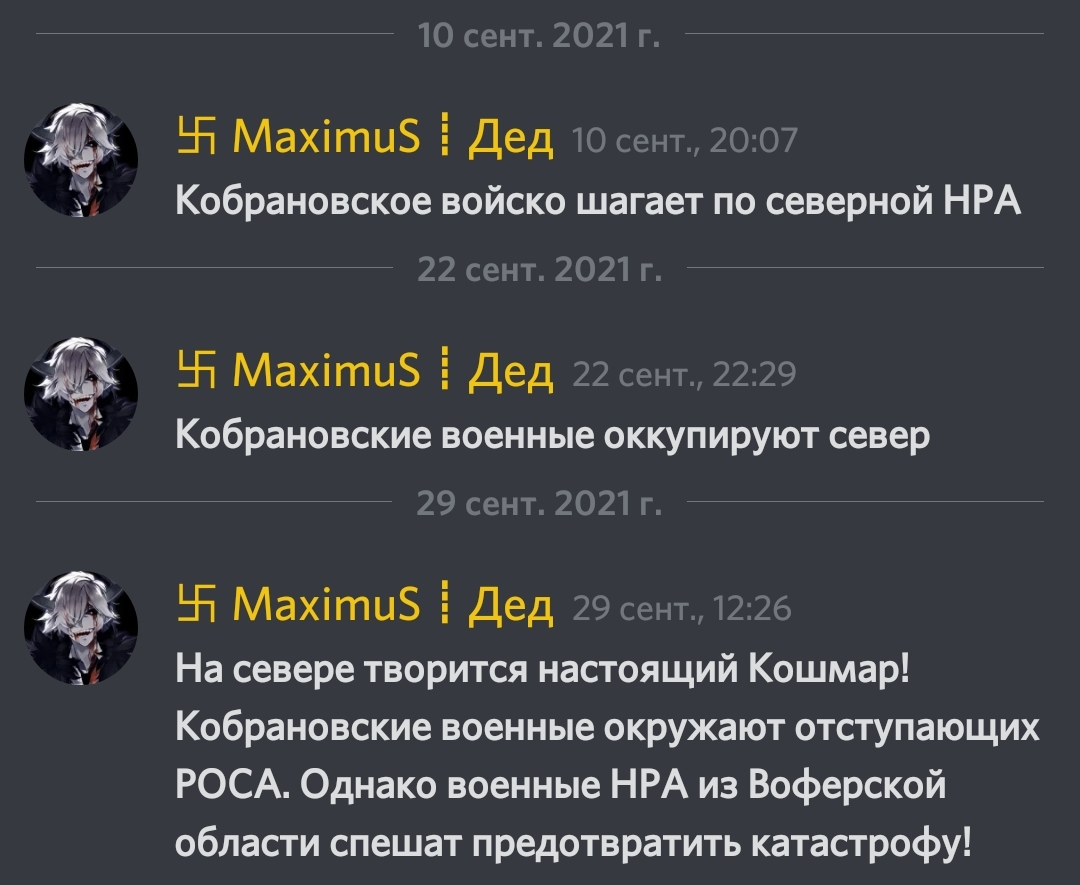 10 сент. 2021 г.
卐 MaximuS ┋ Дед 10 сент., 20:07
Кобрановское войско шагает по северной НРА
22 сент. 2021 г.
卐 MaximuS ┋ Дед 22 сент., 22:29
Кобрановские военные оккупируют север
29 сент. 2021 г.
卐 MaximuS ┋ Дед 29 сент., 12:26
На севере творится настоящий Кошмар!
Кобрановские военные окружают отступающих
РОСА. Однако военные НРА из Воферской
области спешат предотвратить катастрофу!